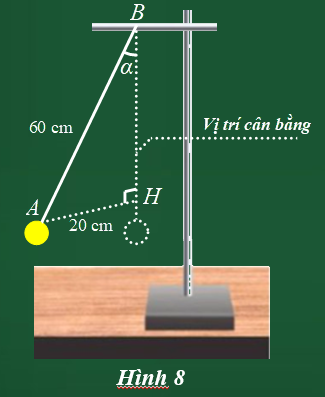 B
α
60 cm
Vị trí cân bằng
A
H
20 cm
Hình 8